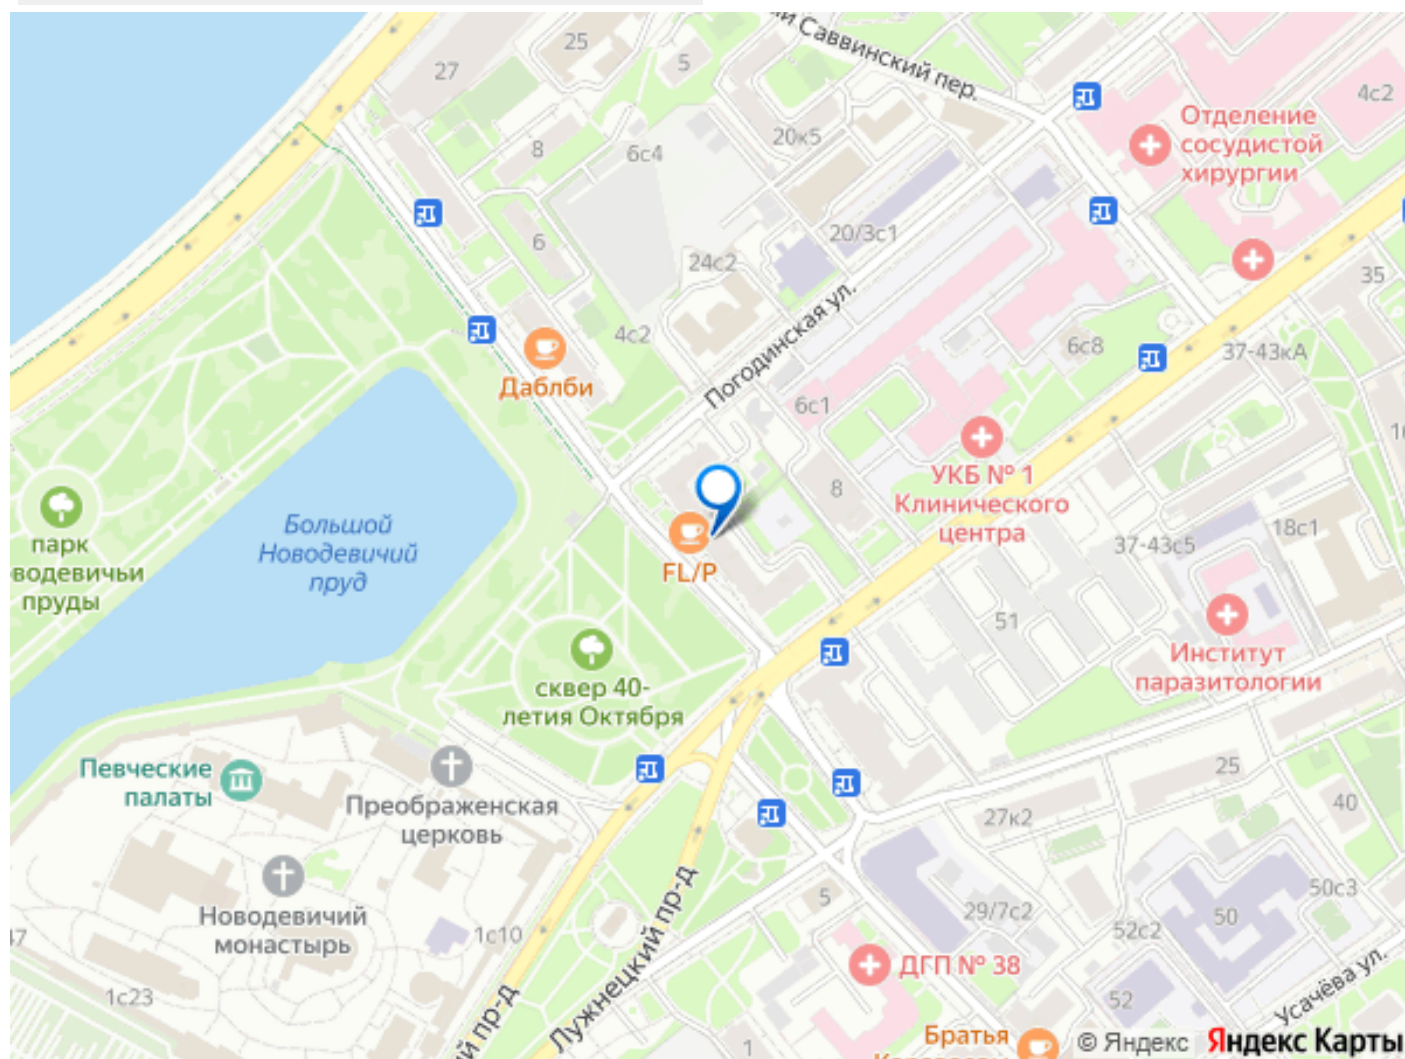 й Саввинский пер.
25
27
5
4с2
Отделение
сосудистой
хирургии
20к5
8
6с4
20/3с1
6
24с2
35
4с2
Погодинская ул.
6с8
37-43кА
Даблби
6с1
УКБ № 1
Клинического
центра
8
парк
водевичьи
пруды
Большой
Новодевичий
пруд
FL/P
37-43с5
18с1
51
Институт
паразитологии
сквер 40-
летия Октября
Певческие
палаты
Преображенская
церковь
25
27к2
40
Новодевичий
монастырь
47
1с10
1с23
Лужнецкий пр-д
й пр-д
5
29/7с2
50с3
50
52с2
ДГП № 38
52
Усачёва ул.
1
Братья
© Яндекс Яндекс Карты